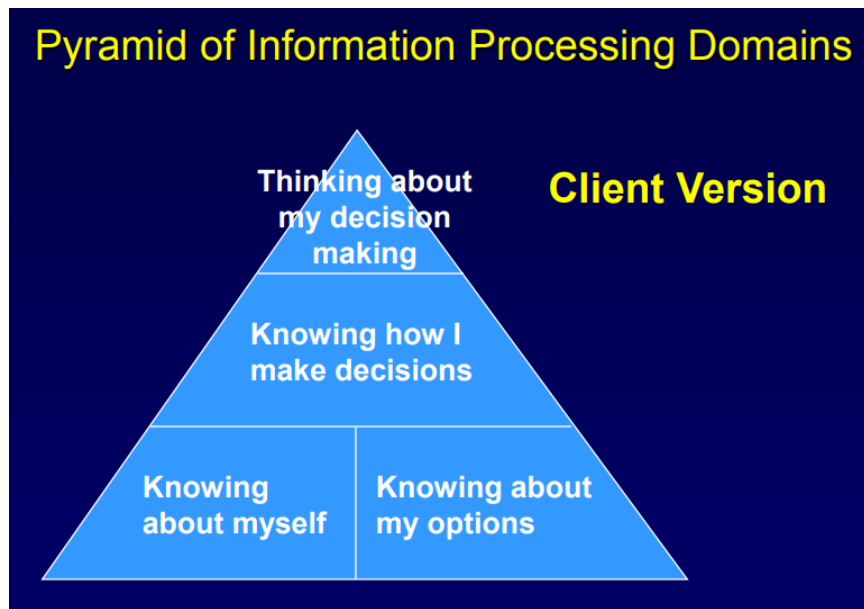 Pyramid of Information Processing Domains
Client Version
Thinking about
my decision
making
Knowing how I
make decisions
Knowing
about myself
Knowing about
my options